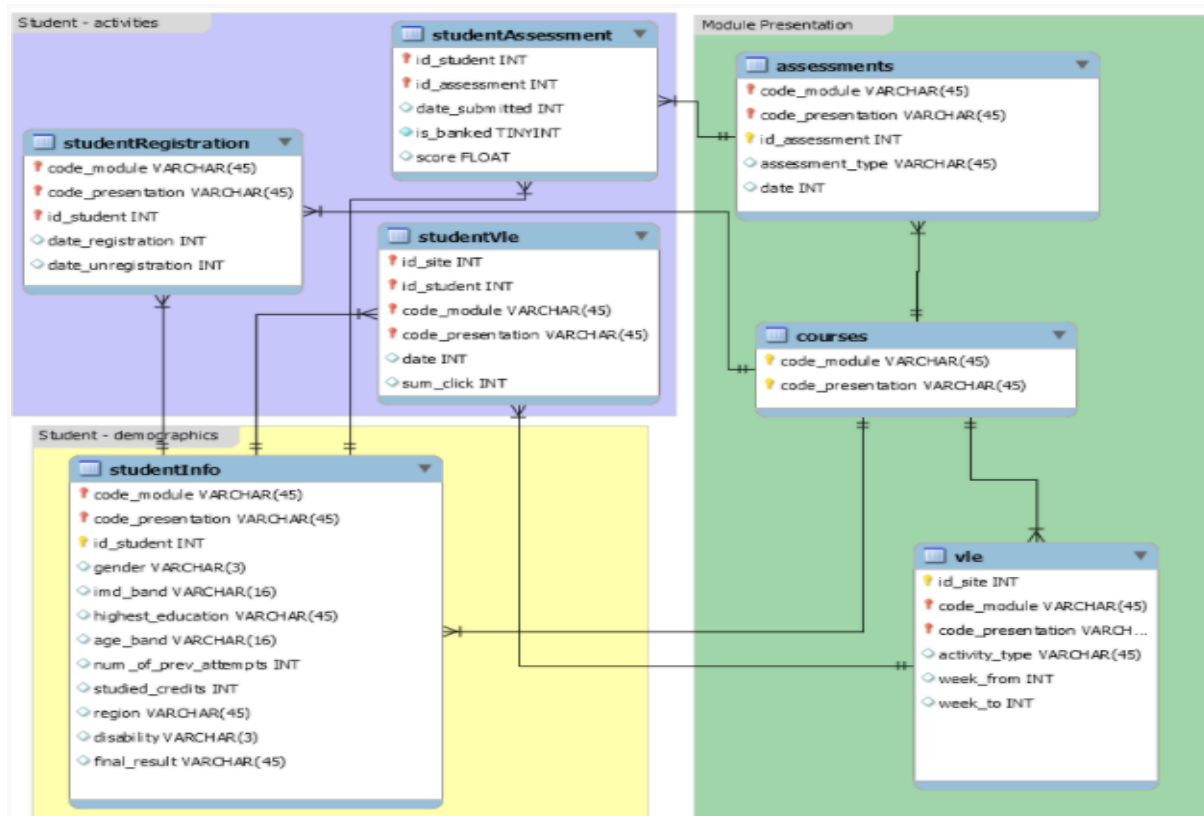 Student - activities
studentAssessment
id_student INT
id_assessment INT
date_submitted INT
is_banked TINYINT
score FLOAT
studentRegistration
code_module VARCHAR(45)
code_presentation VARCHAR(45)
id_student INT
date_registration INT
date_unregistration INT
studentVle
id_site INT
id_student INT
code_module VARCHAR(45)
code_presentation VARCHAR(45)
date INT
sum_click INT
Student - demographics
studentInfo
code_module VARCHAR(45)
code_presentation VARCHAR(45)
id_student INT
gender VARCHAR(3)
imd_band VARCHAR(16)
highest_education VARCHAR(45)
age_band VARCHAR(16)
num_of_prev_attempts INT
studied_credits INT
region VARCHAR(45)
disability VARCHAR(3)
final_result VARCHAR(45)
Module Presentation
assessments
code_module VARCHAR(45)
code_presentation VARCHAR(45)
id_assessment INT
assessment_type VARCHAR(45)
date INT
courses
code_module VARCHAR(45)
code_presentation VARCHAR(45)
vle
id_site INT
code_module VARCHAR(45)
code_presentation VARCH...
activity_type VARCHAR(45)
week_from INT
week_to INT